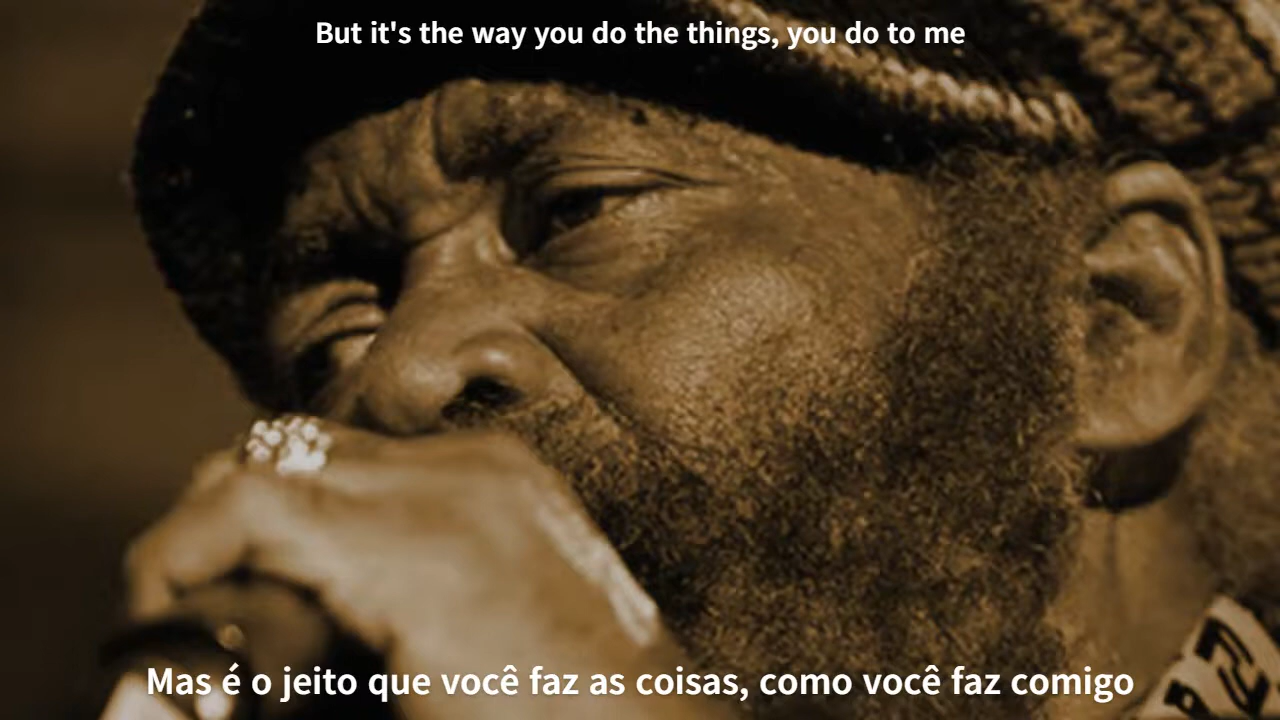 But it's the way you do the things, you do to me
Mas é o jeito que você faz as coisas, como você faz comigo